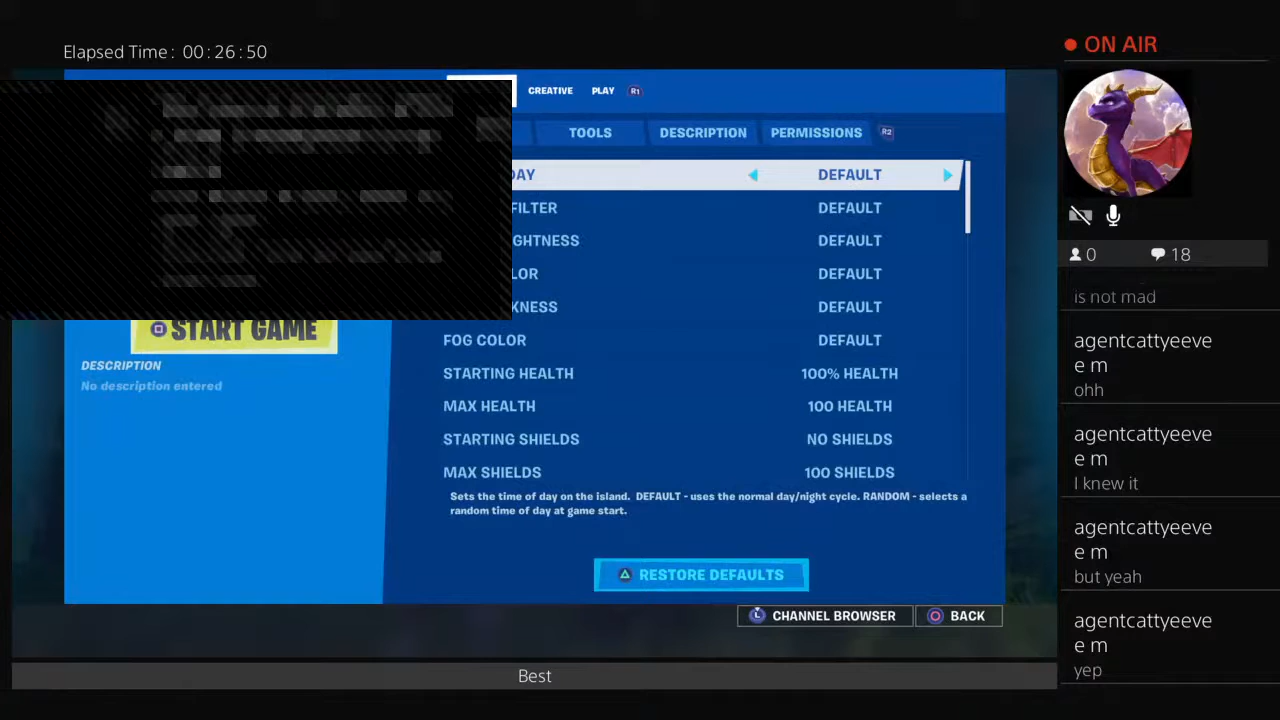 Elapsed Time: 00:26:50
ON AIR
CREATIVE PLAY R1
TOOLS DESCRIPTION PERMISSIONS R2
DAY DEFAULT
FILTER DEFAULT
DEFAULT
DEFAULT
DEFAULT
FOG COLOR DEFAULT
STARTING HEALTH 100% HEALTH
MAX HEALTH 100 HEALTH
STARTING SHIELDS NO SHIELDS
MAX SHIELDS 100 SHIELDS
Sets the time of day on the island. DEFAULT - uses the normal day/night cycle. RANDOM - selects a
random time of day at game start.
RESTORE DEFAULTS
START GAME
DESCRIPTION
No description entered
L CHANNEL BROWSER BACK
Best
0 18
is not mad
agentcattyeeve
e m
ohh
agentcattyeeve
e m
I knew it
agentcattyeeve
e m
but yeah
agentcattyeeve
e m
yep